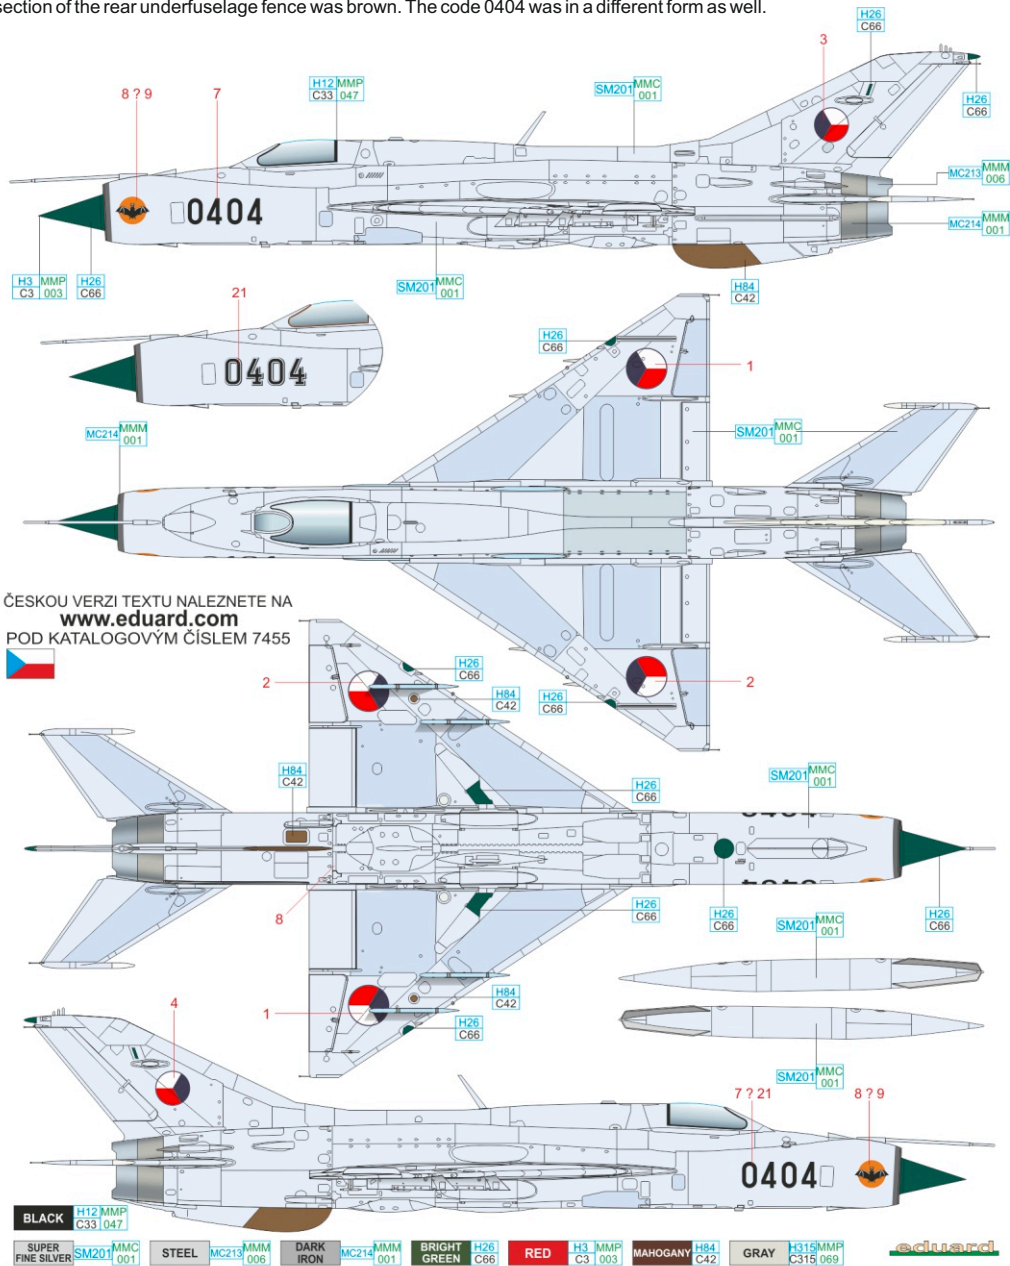 section of the rear underfuselage fence was brown. The code 0404 was in a different form as well.
H26
C66
3
H12 MMP
C33 047
SM201 MMC
001
8 ? 9
7
H26
C66
MC213 MMM
006
0404
MC214 MMM
001
H3 MMP
C3 003
H26
C66
SM201 MMC
001
H84
C42
21
0404
H26
C66
1
MC214 MMM
001
SM201 MMC
001
ČESKOU VERZI TEXTU NALEZNETE NA
www.eduard.com
POD KATALOGOVÝM ČÍSLEM 7455
2
H26
C66
H84
C42
H26
C66
2
H84
C42
H26
C66
SM201 MMC
001
0404
0404
8
H26
C66
H26
C66
H26
C66
SM201 MMC
001
1
H84
C42
H26
C66
4
SM201 MMC
001
7 ? 21
8 ? 9
0404
BLACK H12 MMP
C33 047
SUPER
FINE SILVER SM201 MMC
001
STEEL MC213 MMM
006
DARK
IRON MC214 MMM
001
BRIGHT
GREEN H26
C66
RED H3 MMP
C3 003
MAHOGANY H84
C42
GRAY H315 MMP
C315 069
eduard